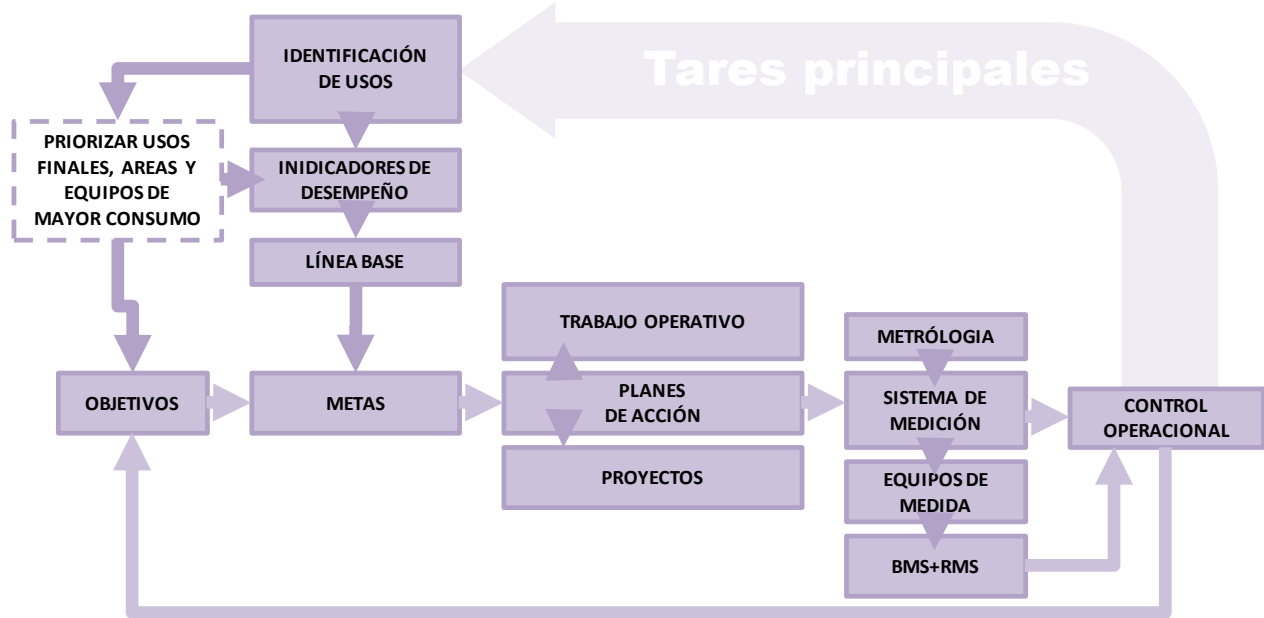 IDENTIFICACIÓN
DE USOS
Tares principales
PRIORIZAR USOS
FINALES, AREAS Y
EQUIPOS DE
MAYOR CONSUMO
INIDICADORES DE
DESEMPEÑO
LÍNEA BASE
TRABAJO OPERATIVO
METRÓLOGIA
OBJETIVOS
METAS
PLANES
DE ACCIÓN
SISTEMA DE
MEDICIÓN
CONTROL
OPERACIONAL
PROYECTOS
EQUIPOS DE
MEDIDA
BMS+RMS